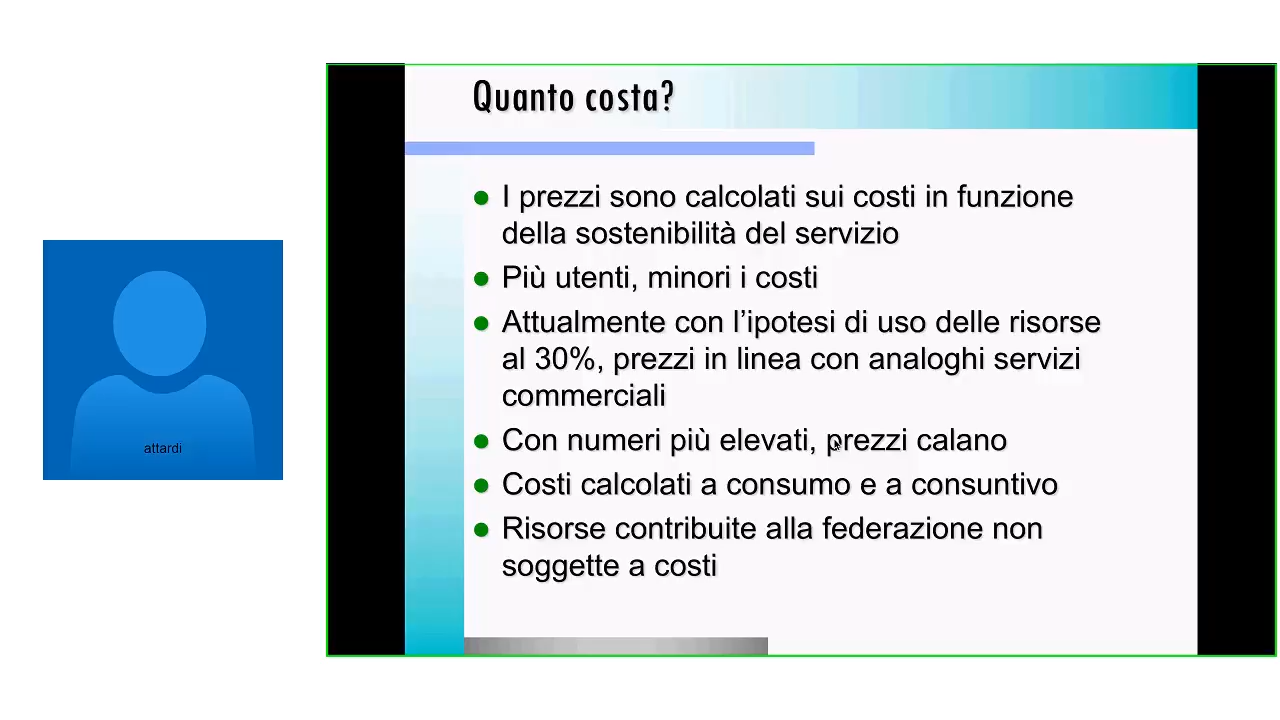 Quanto costa?
I prezzi sono calcolati sui costi in funzione
della sostenibilità del servizio
Più utenti, minori i costi
Attualmente con l’ipotesi di uso delle risorse
al 30%, prezzi in linea con analoghi servizi
commerciali
Con numeri più elevati, prezzi calano
Costi calcolati a consumo e a consuntivo
Risorse contribuite alla federazione non
soggette a costi
attardi